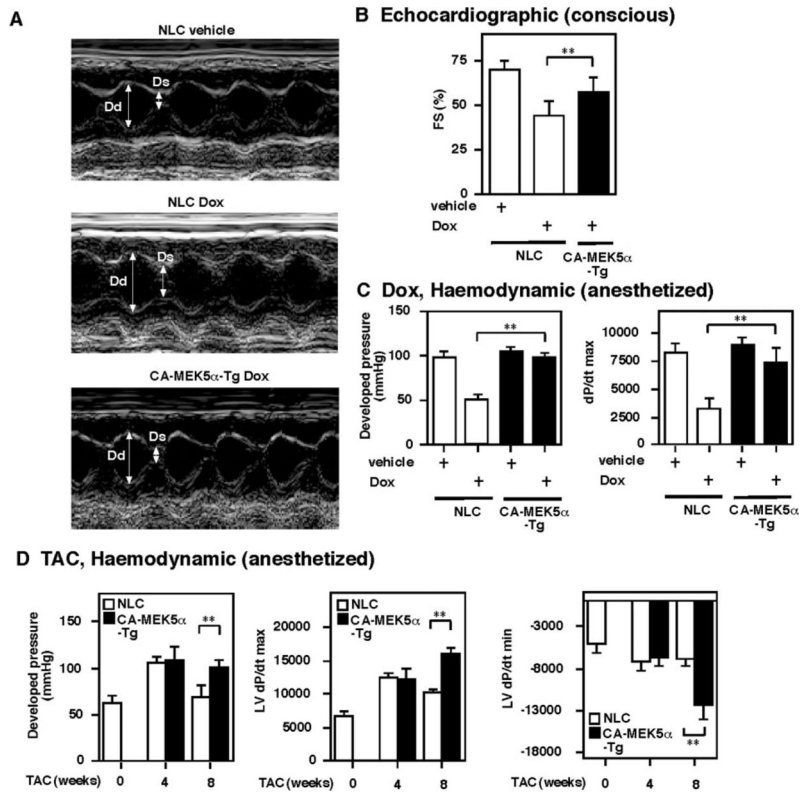 A
NLC vehicle
Dd
Ds
NLC Dox
Dd
Ds
CA-MEK5α-Tg Dox
Dd
Ds
B Echocardiographic (conscious)
FS (%)
75
50
25
0
**
vehicle +
Dox + +
NLC
CA-MEK5α
-Tg
C Dox, Haemodynamic (anesthetized)
Developed pressure
(mmHg)
150
100
50
0
**
vehicle + +
Dox + +
NLC
CA-MEK5α
-Tg
dP/dt max
10000
7500
5000
2500
0
**
vehicle + +
Dox + +
NLC
CA-MEK5α
-Tg
D TAC, Haemodynamic (anesthetized)
Developed pressure
(mmHg)
150
100
50
0
NLC
CA-MEK5α
-Tg
**
TAC (weeks) 0 4 8
LV dP/dt max
20000
15000
10000
5000
0
NLC
CA-MEK5α
-Tg
**
TAC (weeks) 0 4 8
LV dP/dt min
-3000
-8000
-13000
-18000
NLC
CA-MEK5α
-Tg
**
TAC (weeks) 0 4 8